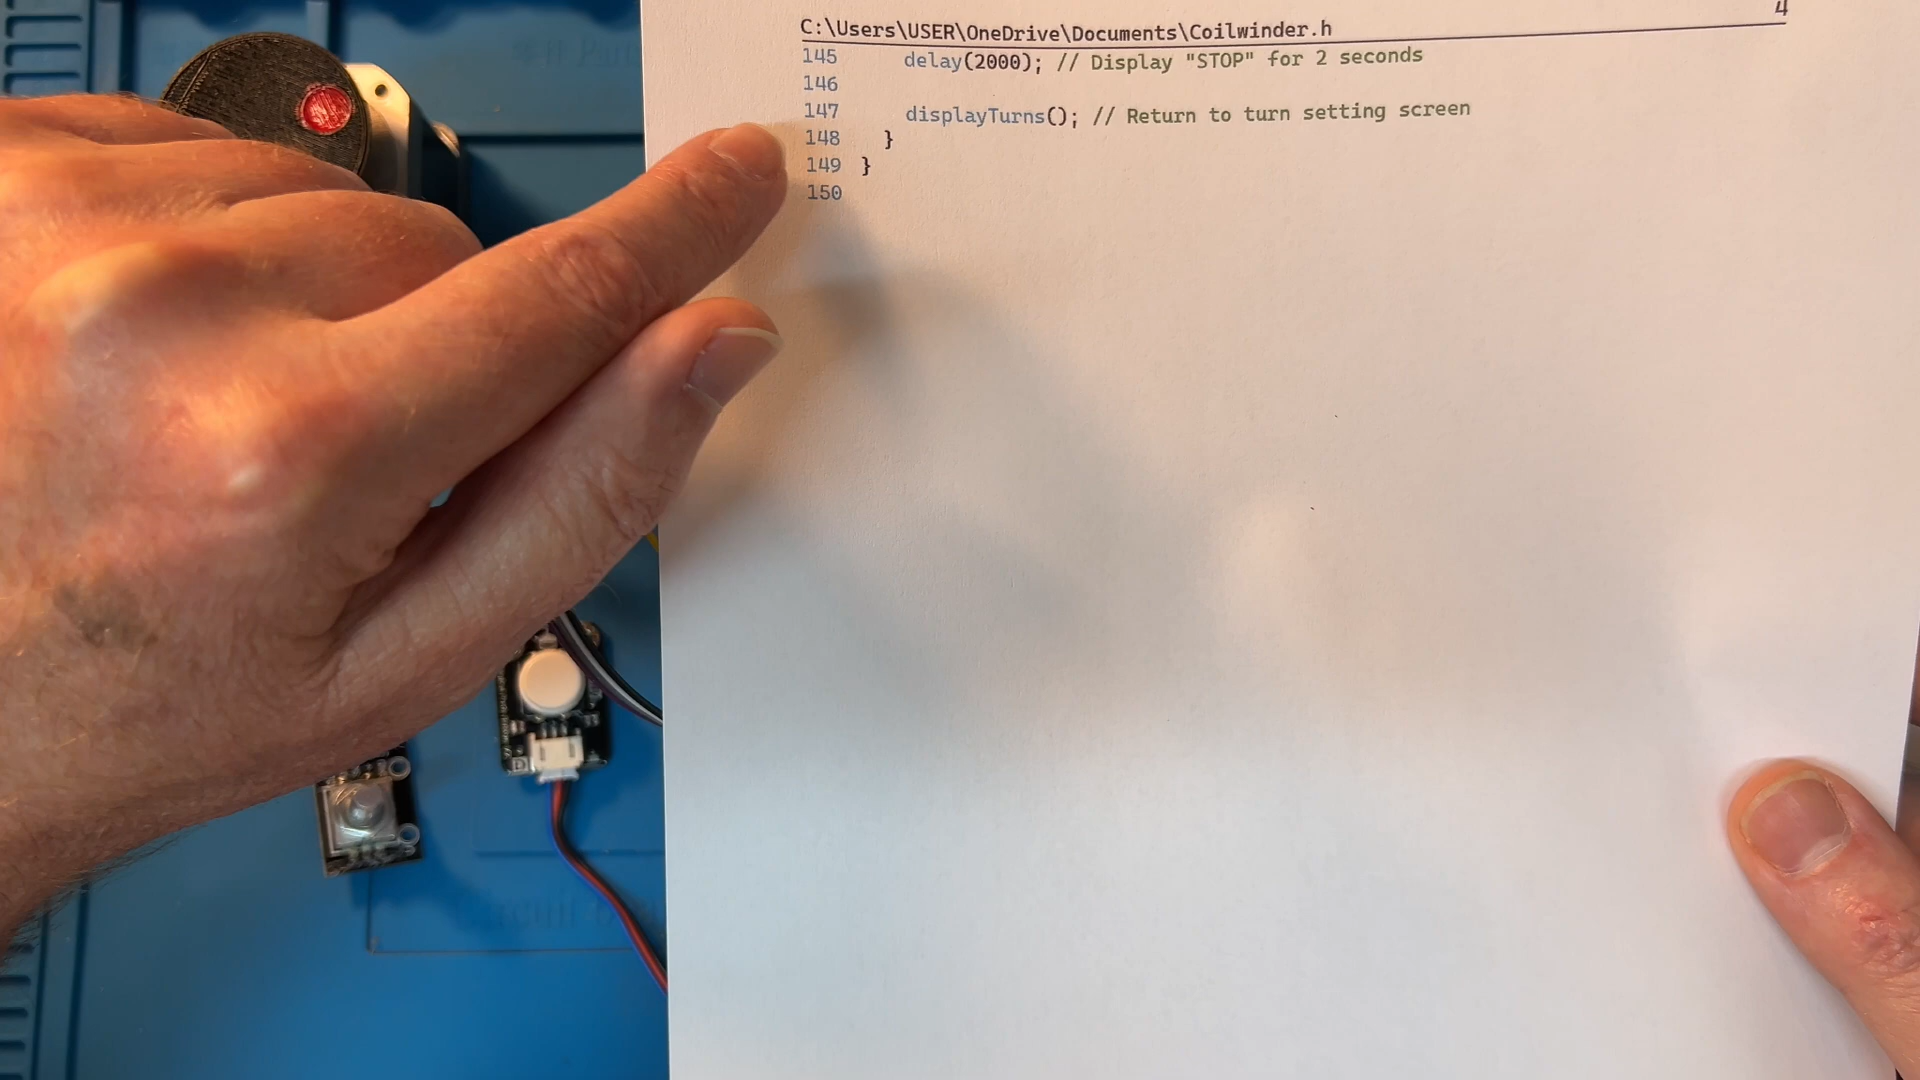 4
C:\Users\USER\OneDrive\Documents\Coilwinder.h
145 delay(2000); // Display "STOP" for 2 seconds
146
147 displayTurns(); // Return to turn setting screen
148 }
149 }
150
D